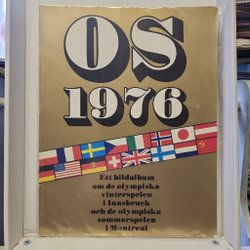 OS
1976
Ett bildalbum
om de olympiska
vinterspelen
i Innsbruck
och de olympiska
sommarspelen
i Montreal